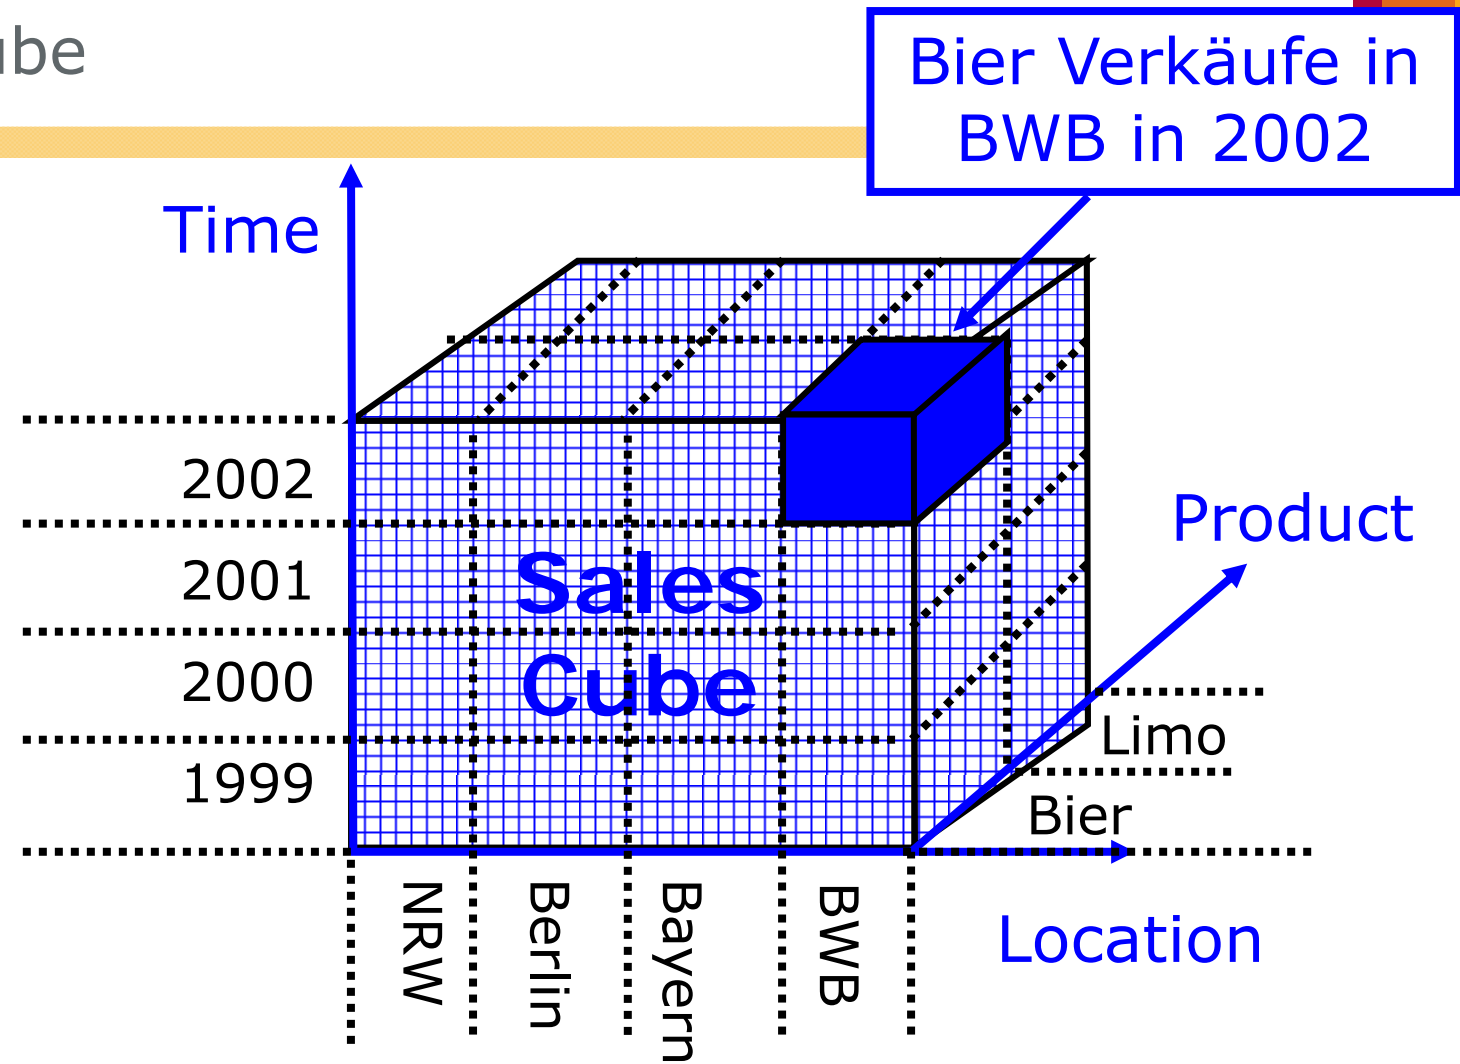 Bier Verkäufe in
BWB in 2002
Time
2002
2001
2000
1999
Sales
Cube
Product
Limo
Bier
NRW
Berlin
Bayern
BWB
Location